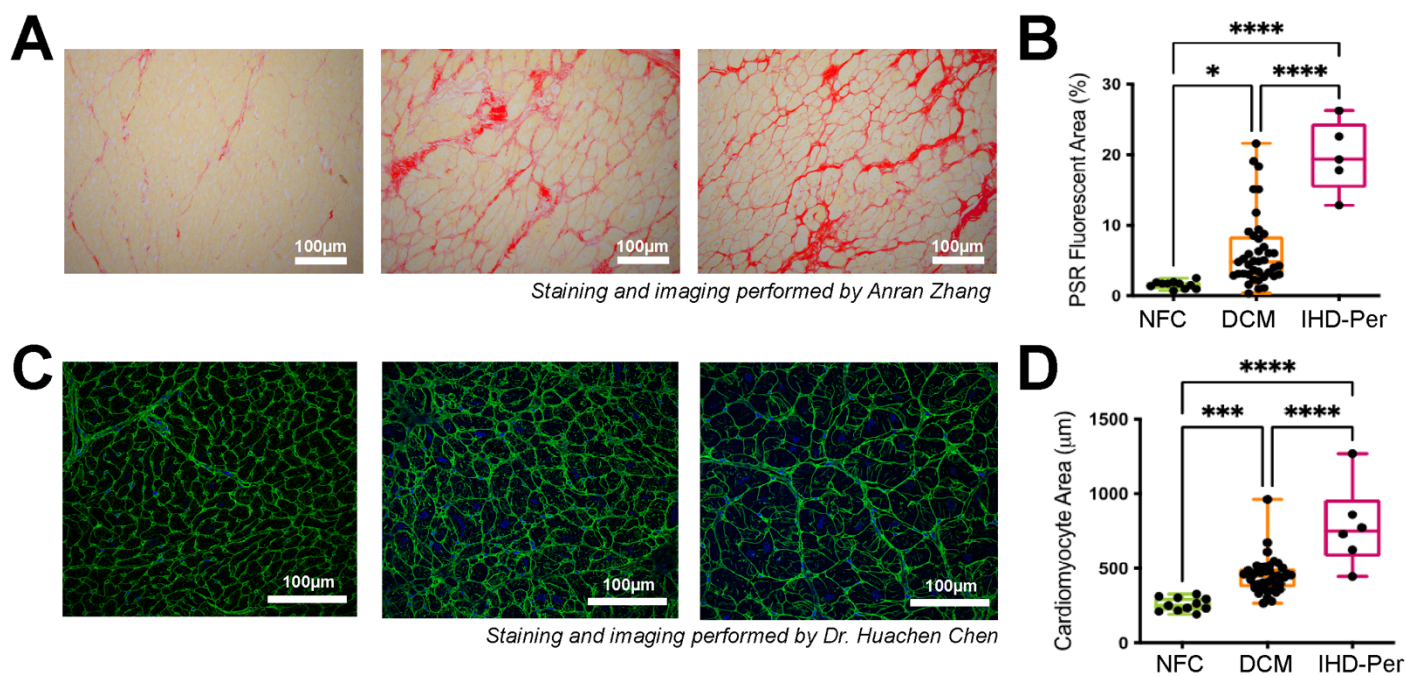 A
100µm
100µm
100µm
Staining and imaging performed by Anran Zhang
B
****
*
****
PSR Fluorescent Area (%)
30
20
10
0
NFC
DCM
IHD-Per
C
100µm
100µm
100µm
Staining and imaging performed by Dr. Huachen Chen
D
****
***
****
Cardiomyocyte Area (µm)
1500
1000
500
0
NFC
DCM
IHD-Per